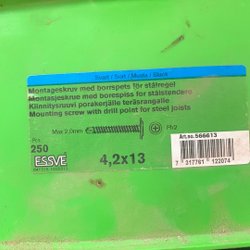 Svart / Sort / Musta / Black
Montageskruv med borrspets för stålregel
Montasjeskrue med borespiss for stålstendere
Kiinnitysruuvi porakärjellä teräsrangalle
Mounting screw with drill point for steel joists
Art.no. 566613
Max 2,0mm
PH2
Pcs
250
ESSVE
4,2x13
7 317761 122074